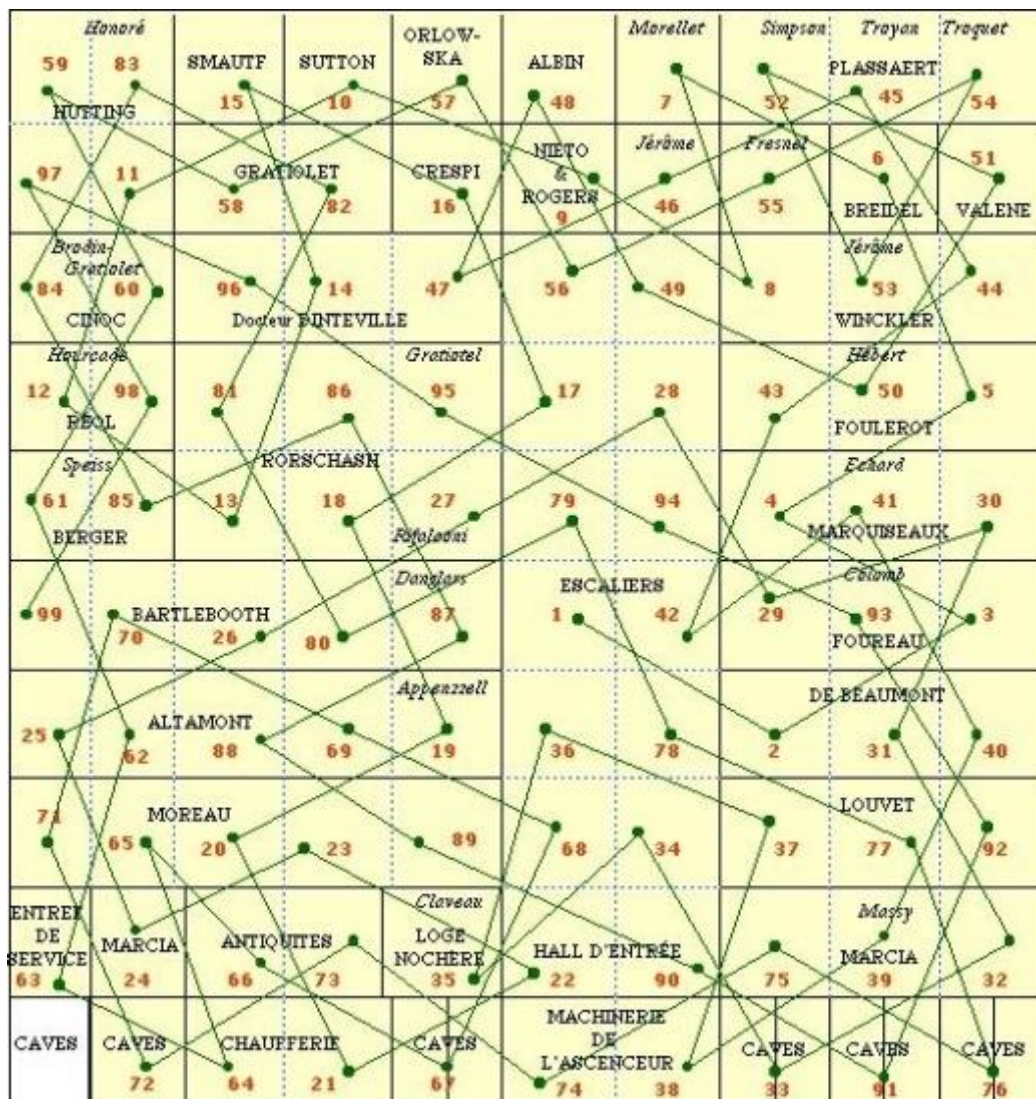 Honoré Morellet Simpson Troyan Troquet
59 83 SMAUTF SUTTON ORLOW-
SKA ALBIN PLASSAERT
HUTTING 15 10 57 48 7 52 45 54
97 11 GRATIOLET CRESPI NIETO
&
ROGERS Jérôme Fresnel 6 51
58 82 16 9 46 55 BREIDEL VALENE
Brodin-
Gratiolet Jérôme
84 60 96 14 47 56 49 8 53 44
CINOC Docteur DINTEVILLE WINCKLER
Hourcade Gratiolet Hébert
12 98 81 86 95 17 28 43 50 5
REOL FOULEROT
Speiss RORSCHASH Echard
61 85 13 18 27 79 94 4 41 30
BERGER Rifalooni MARQUISEAUX
Danglars ESCALIERS Colomb
99 70 BARTLEBOOTH 26 80 87 1 42 29 93 3
FOUREAU
Appenzzell DE BEAUMONT
25 62 ALTAMONT 88 69 19 36 78 2 31 40
71 MOREAU LOUVET
65 20 23 89 68 34 37 77 92
ENTREE
DE
SERVICE MARCIA ANTIQUITES Claveau
LOGE
NOCHERE HALL D'ENTRÉE Massy
MARCIA
63 24 66 73 35 22 90 75 39 32
CAVES CAVES CHAUFFERIE CAVES MACHINERIE
DE
L'ASCENCEUR CAVES CAVES CAVES
72 64 21 67 74 38 33 91 76